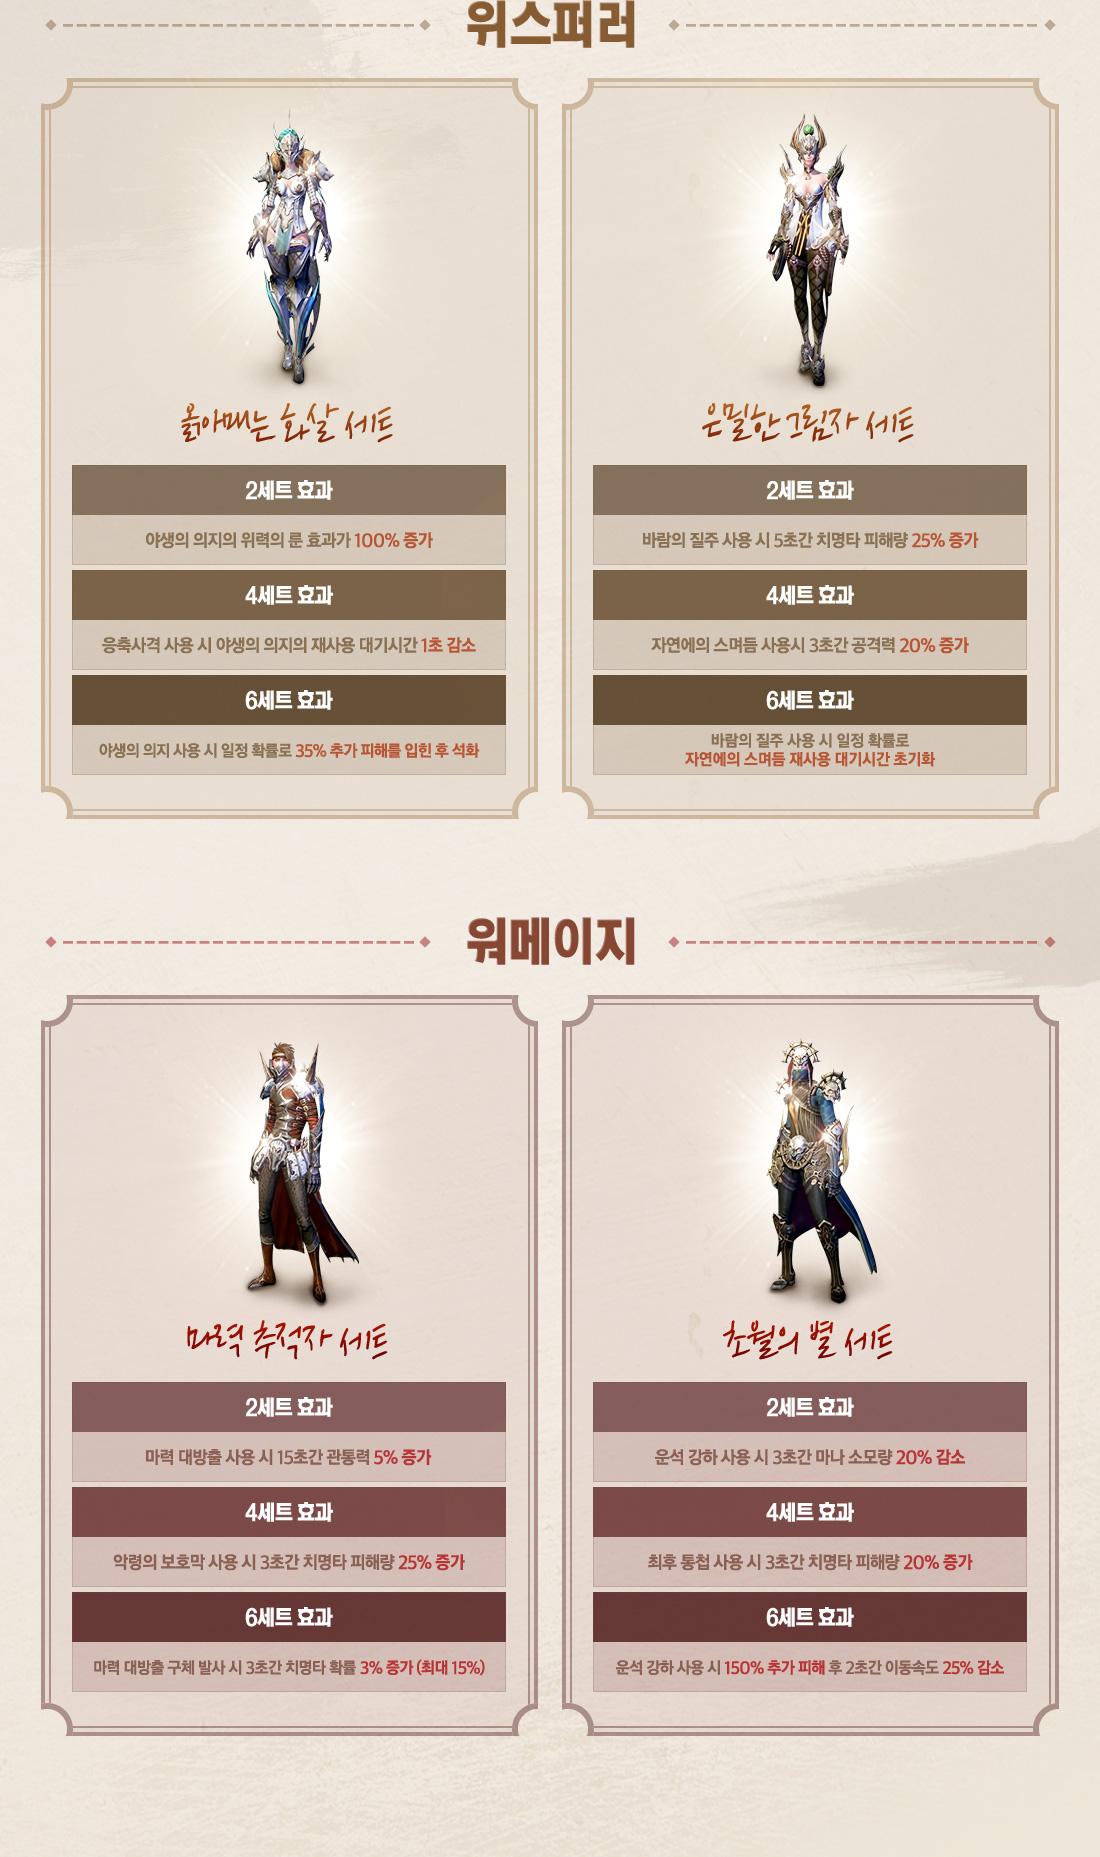 위스퍼러
옭아매는 화살 세트
2세트 효과
야생의 의지의 위력의 룬 효과가 100% 증가
4세트 효과
응축사격 사용 시 야생의 의지의 재사용 대기시간 1초 감소
6세트 효과
야생의 의지 사용 시 일정 확률로 35% 추가 피해를 입힌 후 석화
은밀한 그림자 세트
2세트 효과
바람의 질주 사용 시 5초간 치명타 피해량 25% 증가
4세트 효과
자연에의 스며듬 사용시 3초간 공격력 20% 증가
6세트 효과
바람의 질주 사용 시 일정 확률로
자연에의 스며듬 재사용 대기시간 초기화
워메이지
마력 추적자 세트
2세트 효과
마력 대방출 사용 시 15초간 관통력 5% 증가
4세트 효과
악령의 보호막 사용 시 3초간 치명타 피해량 25% 증가
6세트 효과
마력 대방출 구체 발사 시 3초간 치명타 확률 3% 증가 (최대 15%)
초월의 별 세트
2세트 효과
운석 강하 사용 시 3초간 마나 소모량 20% 감소
4세트 효과
최후 통첩 사용 시 3초간 치명타 피해량 20% 증가
6세트 효과
운석 강하 사용 시 150% 추가 피해 후 2초간 이동속도 25% 감소